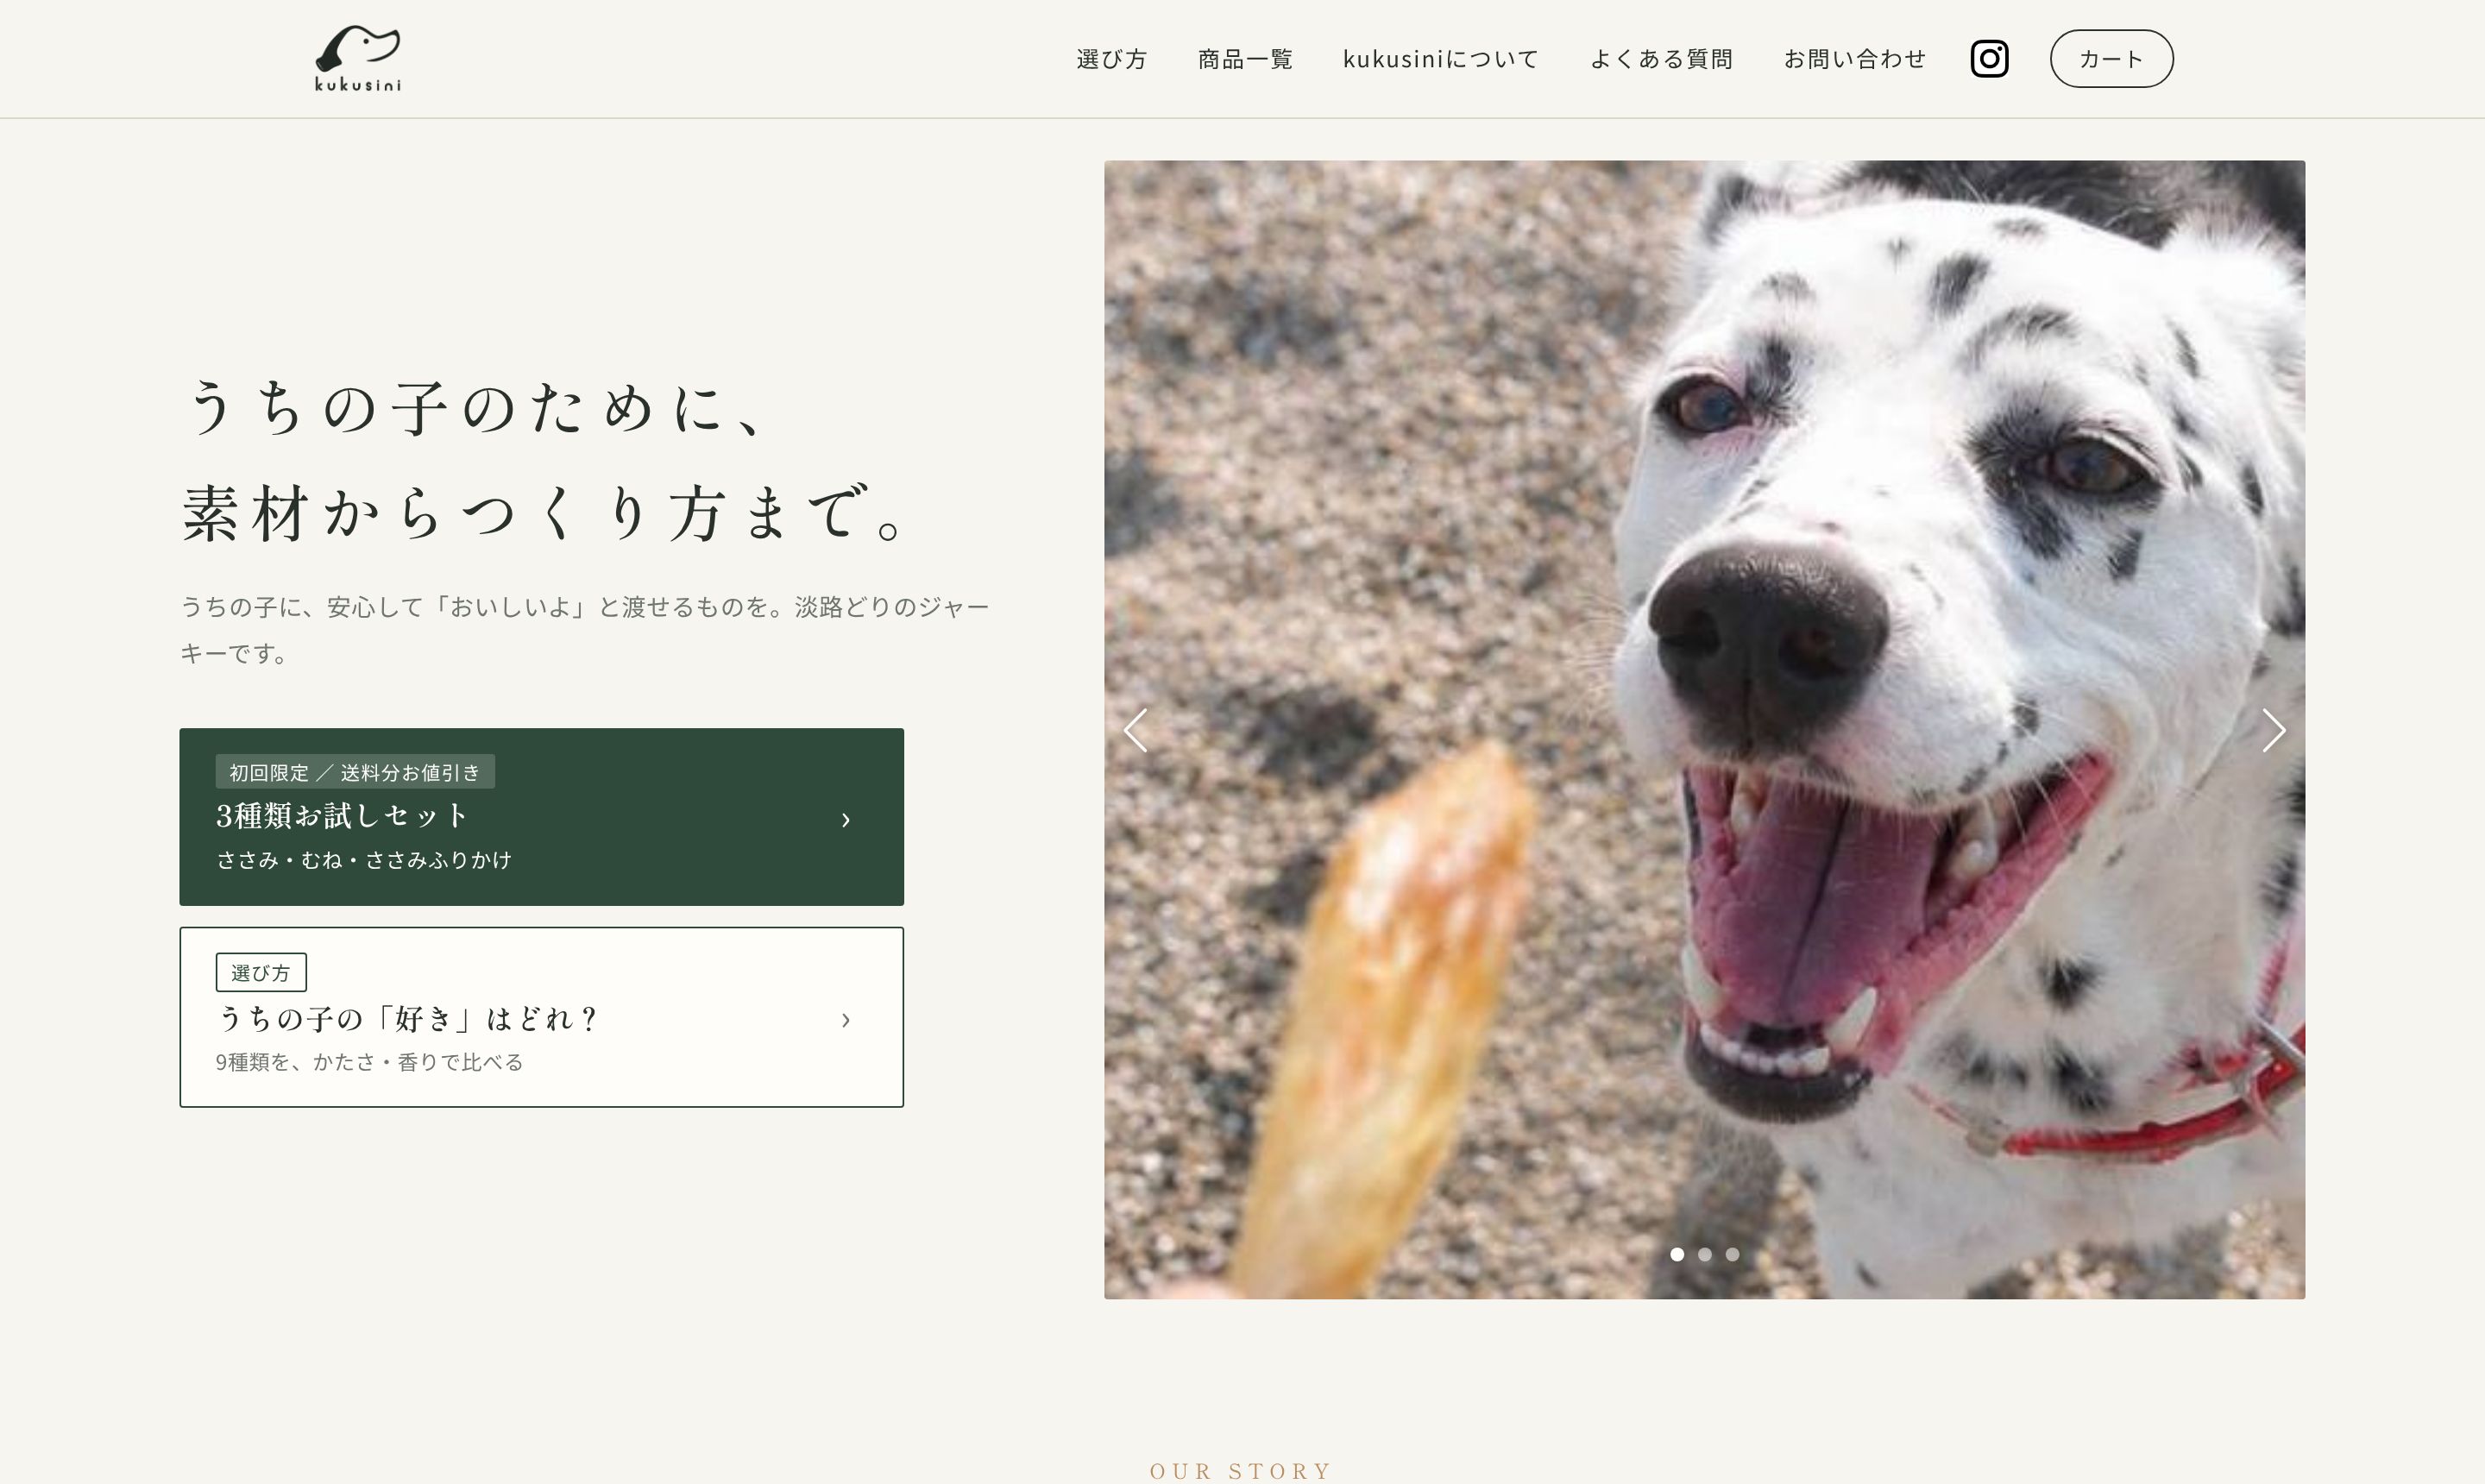 kukusini
選び方
商品一覧
kukusiniについて
よくある質問
お問い合わせ
カート
うちの子のために、
素材からつくり方まで。
うちの子に、安心して「おいしいよ」と渡せるものを。淡路どりのジャー
キーです。
初回限定 ／ 送料分お値引き
3種類お試しセット
ささみ・むね・ささみふりかけ
選び方
うちの子の「好き」はどれ？
9種類を、かたさ・香りで比べる
OUR STORY